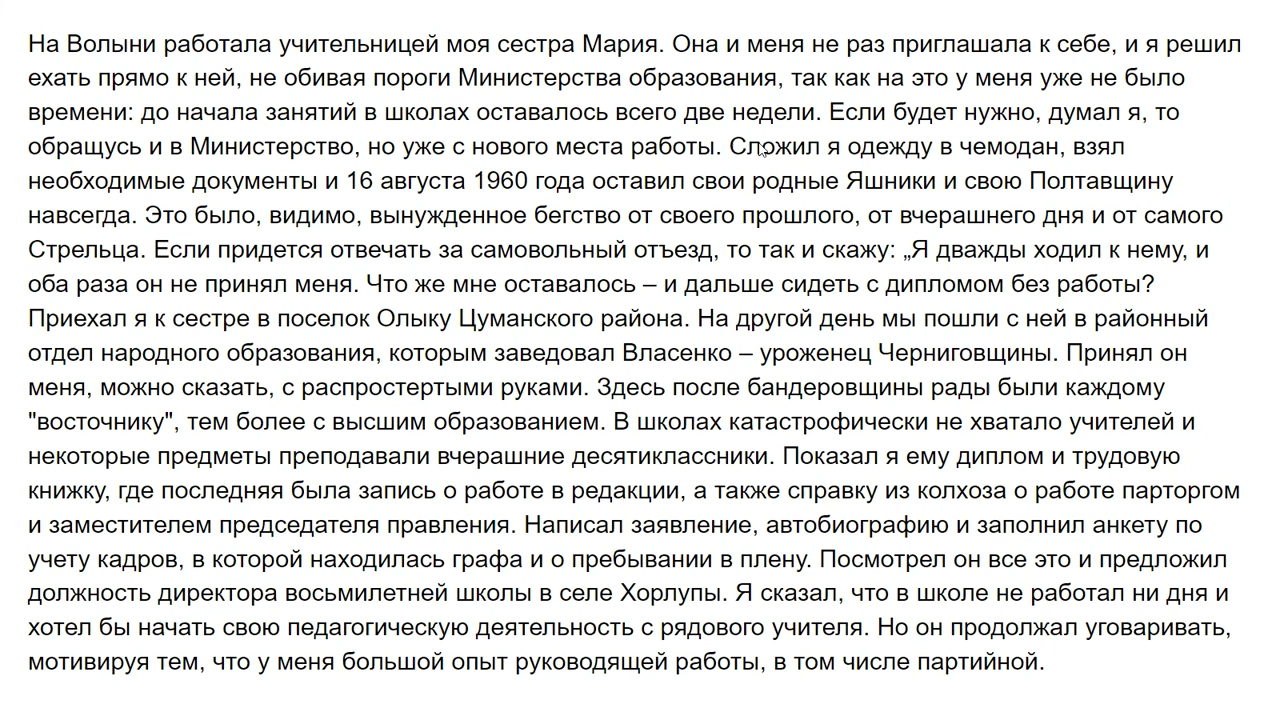 На Волыни работала учительницей моя сестра Мария. Она и меня не раз приглашала к себе, и я решил
ехать прямо к ней, не обивая пороги Министерства образования, так как на это у меня уже не было
времени: до начала занятий в школах оставалось всего две недели. Если будет нужно, думал я, то
обращусь и в Министерство, но уже с нового места работы. Сложил я одежду в чемодан, взял
необходимые документы и 16 августа 1960 года оставил свои родные Яшники и свою Полтавщину
навсегда. Это было, видимо, вынужденное бегство от своего прошлого, от вчерашнего дня и от самого
Стрельца. Если придется отвечать за самовольный отъезд, то так и скажу: „Я дважды ходил к нему, и
оба раза он не принял меня. Что же мне оставалось – и дальше сидеть с дипломом без работы?
Приехал я к сестре в поселок Олыку Цуманского района. На другой день мы пошли с ней в районный
отдел народного образования, которым заведовал Власенко – уроженец Черниговщины. Принял он
меня, можно сказать, с распростертыми руками. Здесь после бандеровщины рады были каждому
"восточнику", тем более с высшим образованием. В школах катастрофически не хватало учителей и
некоторые предметы преподавали вчерашние десятиклассники. Показал я ему диплом и трудовую
книжку, где последняя была запись о работе в редакции, а также справку из колхоза о работе парторгом
и заместителем председателя правления. Написал заявление, автобиографию и заполнил анкету по
учету кадров, в которой находилась графа и о пребывании в плену. Посмотрел он все это и предложил
должность директора восьмилетней школы в селе Хорлупы. Я сказал, что в школе не работал ни дня и
хотел бы начать свою педагогическую деятельность с рядового учителя. Но он продолжал уговаривать,
мотивируя тем, что у меня большой опыт руководящей работы, в том числе партийной.